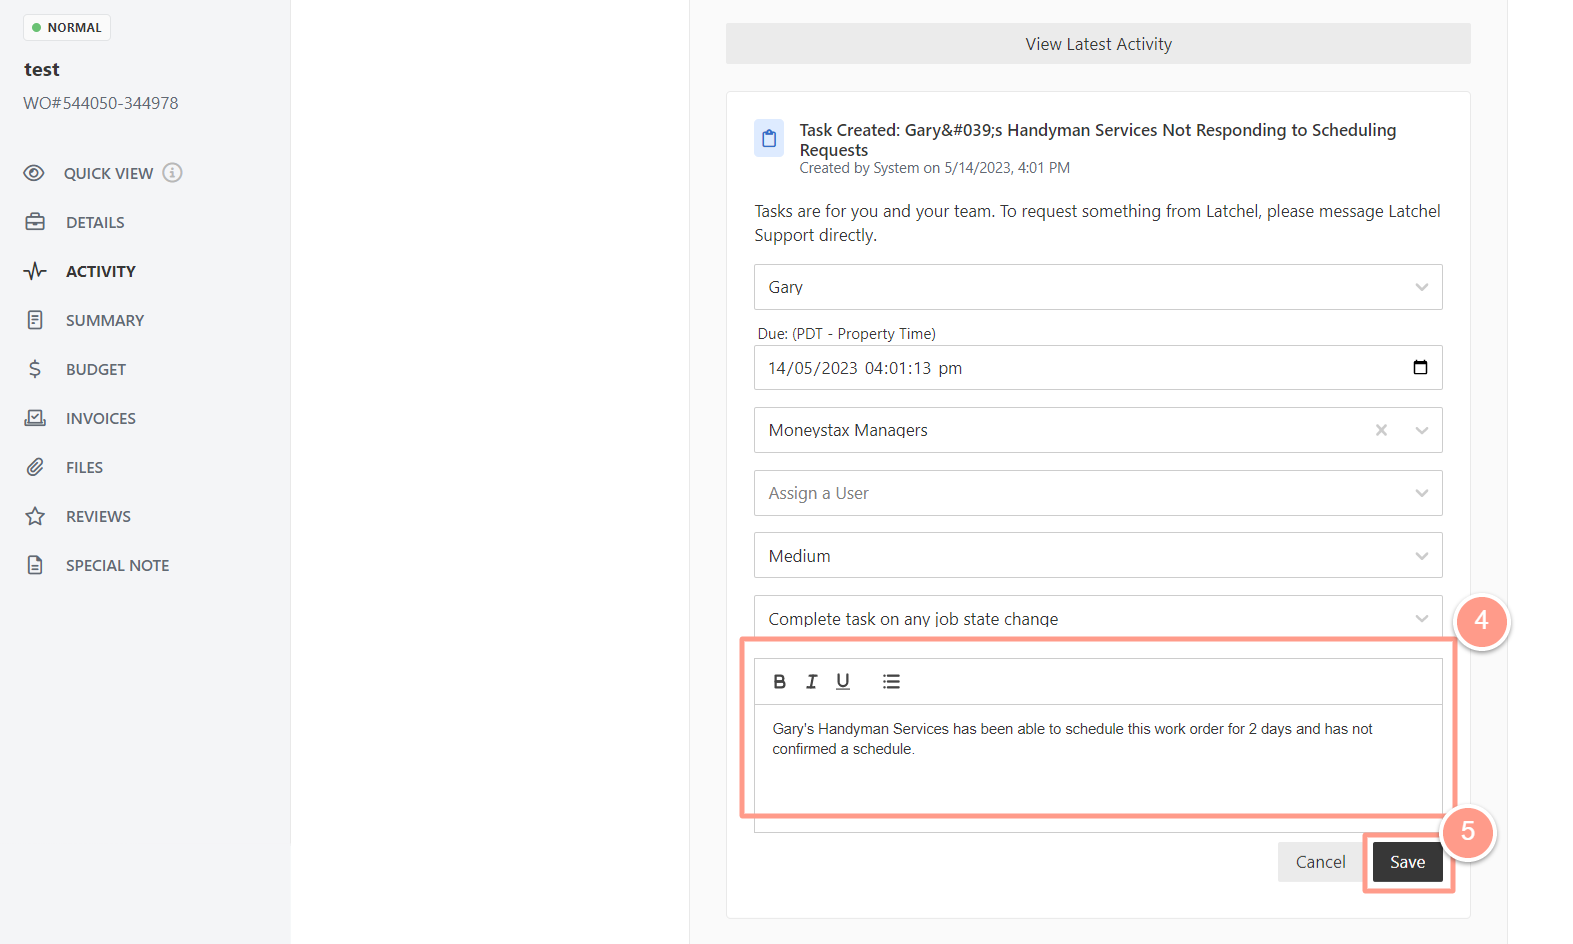 NORMAL
test
WO#544050-344978
QUICK VIEW
DETAILS
ACTIVITY
SUMMARY
BUDGET
INVOICES
FILES
REVIEWS
SPECIAL NOTE
View Latest Activity
Task Created: Gary&#039;s Handyman Services Not Responding to Scheduling
Requests
Created by System on 5/14/2023, 4:01 PM
Tasks are for you and your team. To request something from Latchel, please message Latchel
Support directly.
Gary
Due: (PDT - Property Time)
14/05/2023 04:01:13 pm
Moneystax Managers
Assign a User
Medium
Complete task on any job state change
4
B I U
Gary's Handyman Services has been able to schedule this work order for 2 days and has not
confirmed a schedule.
5
Cancel Save